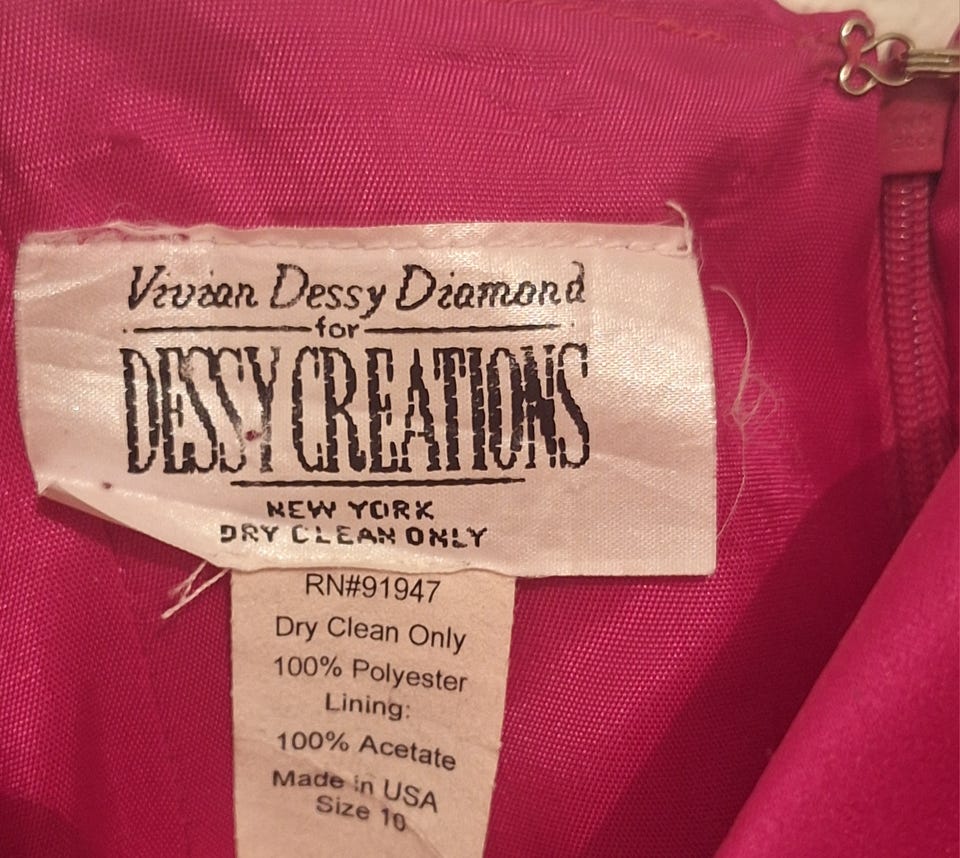 Vivian Dessy Diamond
for
DESSY CREATIONS
NEW YORK
DRY CLEAN ONLY
RN#91947
Dry Clean Only
100% Polyester
Lining:
100% Acetate
Made in USA
Size 10